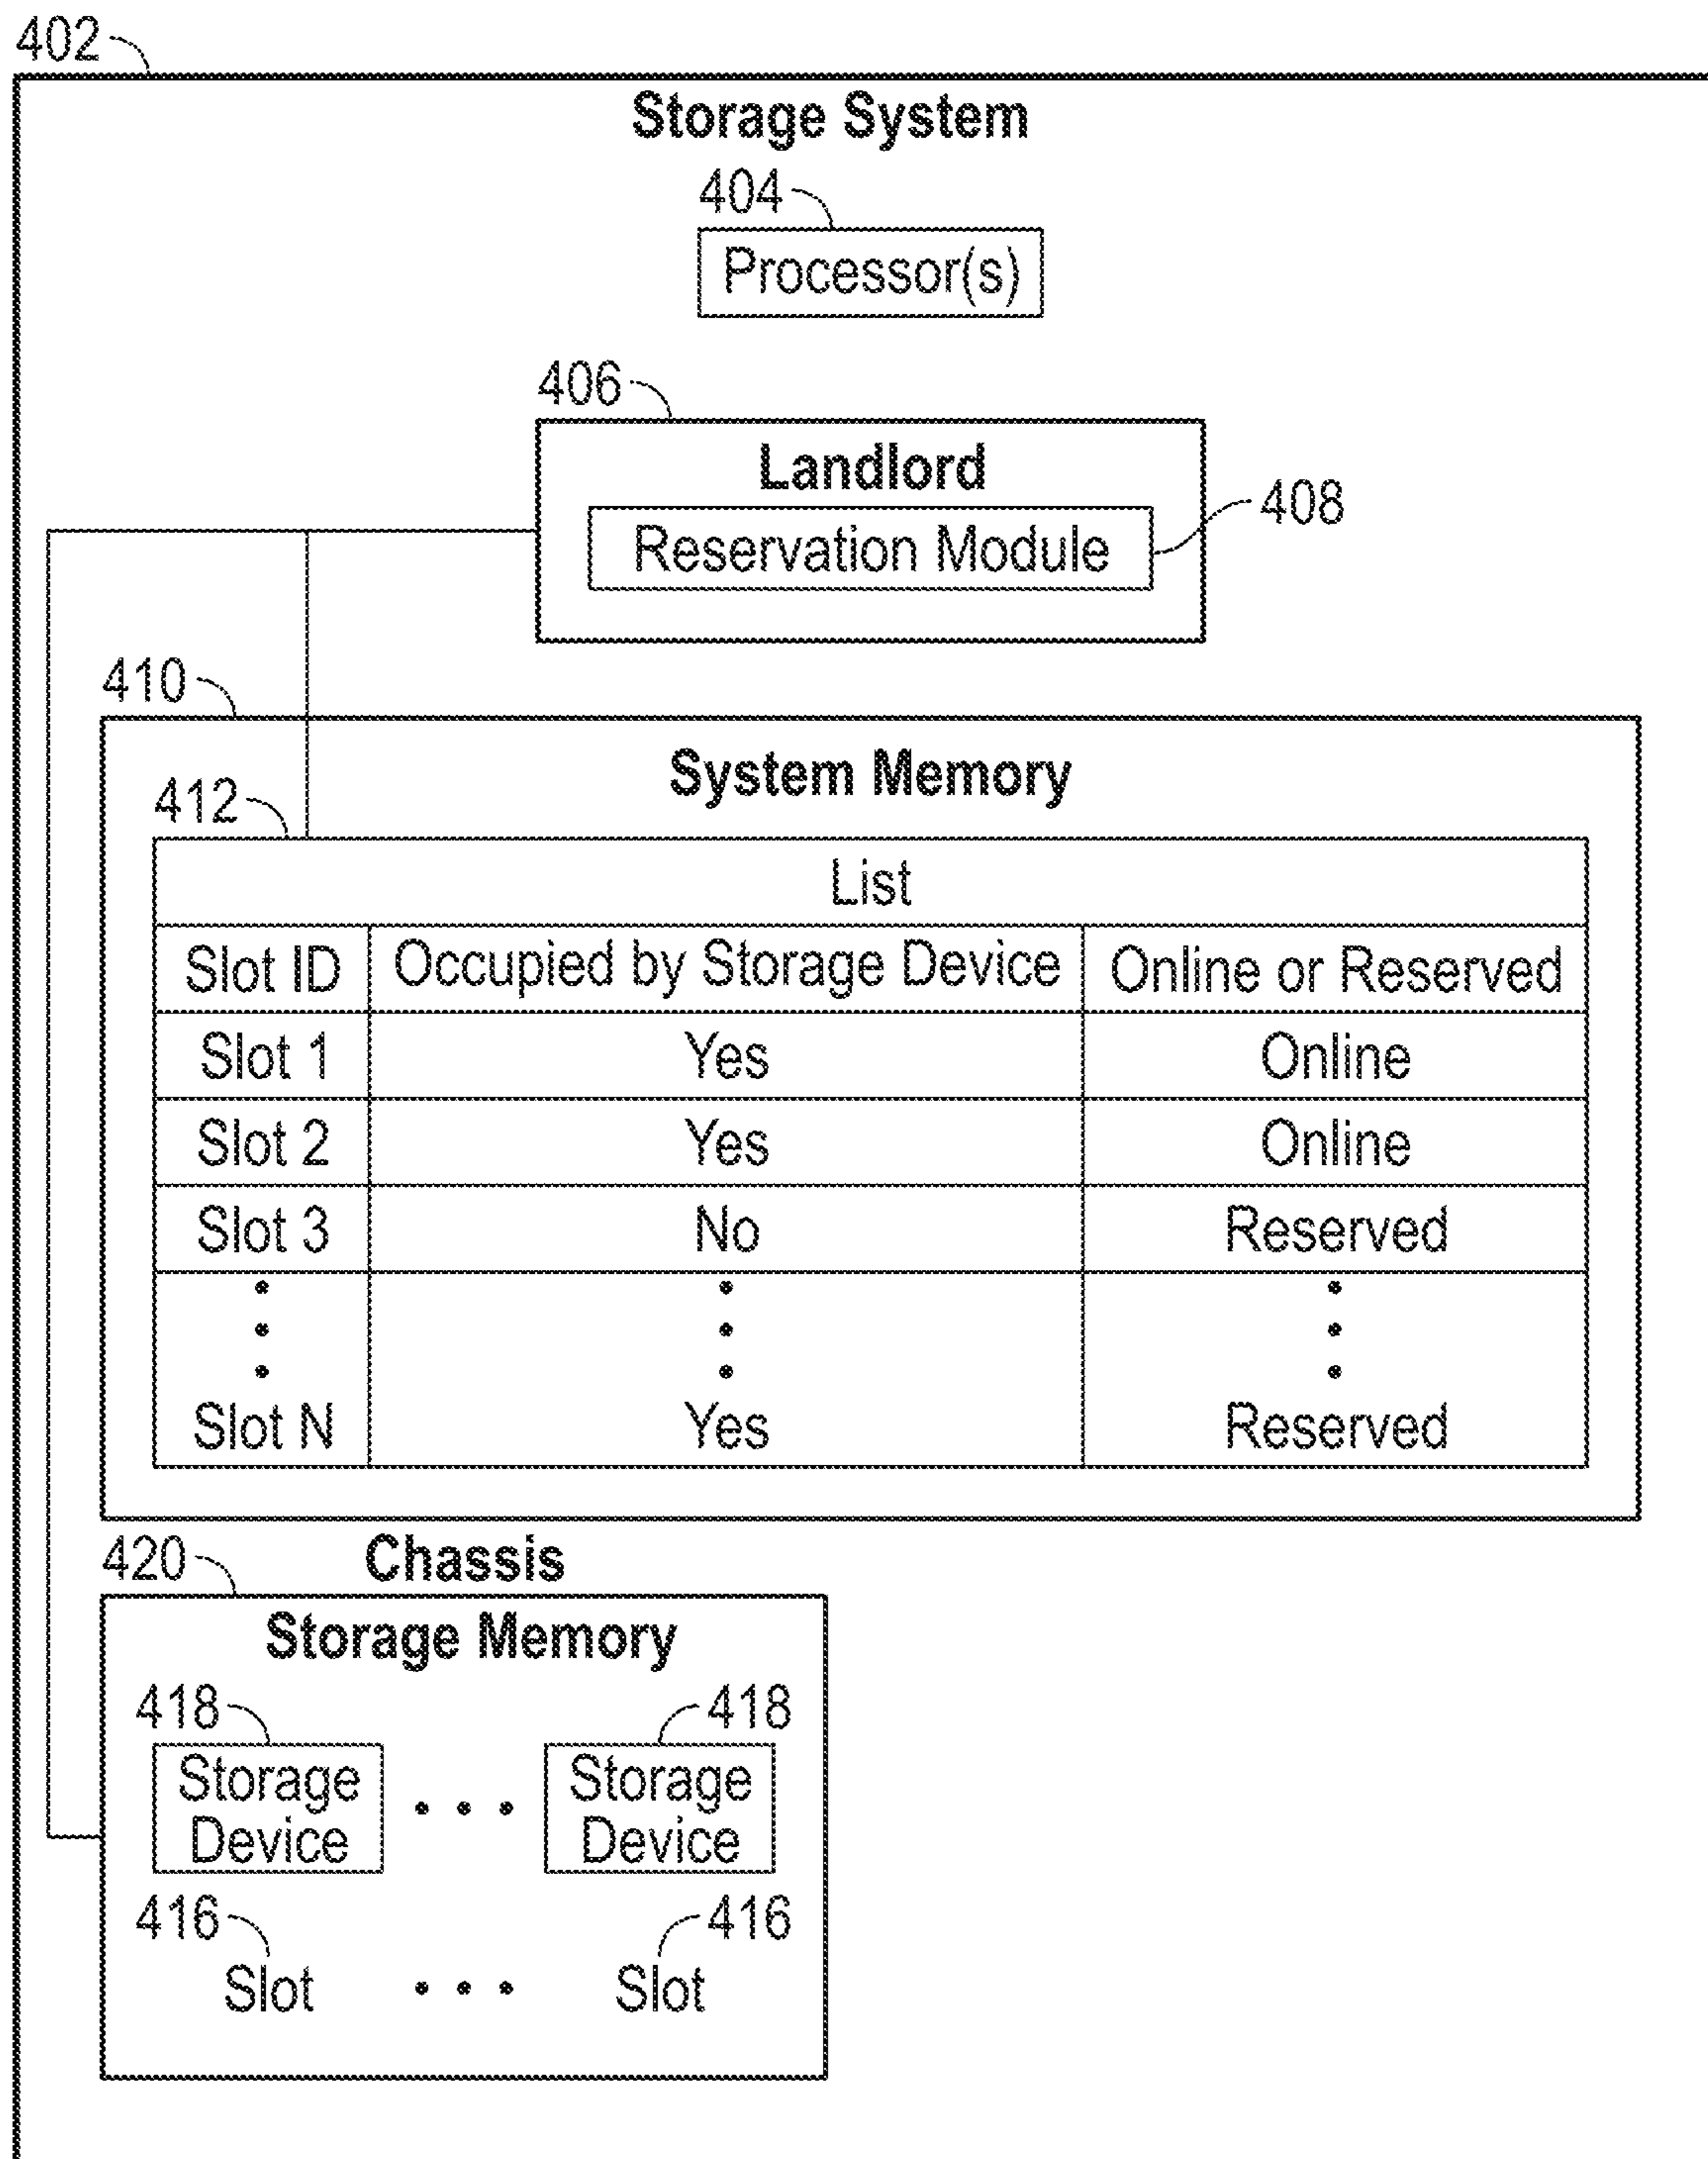 402
Storage System
404
Processor(s)
406
Landlord
Reservation Module
408
410
System Memory
412
List
Slot ID Occupied by Storage Device Online or Reserved
Slot 1 Yes Online
Slot 2 Yes Online
Slot 3 No Reserved
Slot N Yes Reserved
Chassis
420
Storage Memory
418 418
Storage Device
Storage Device
416 416
Slot Slot